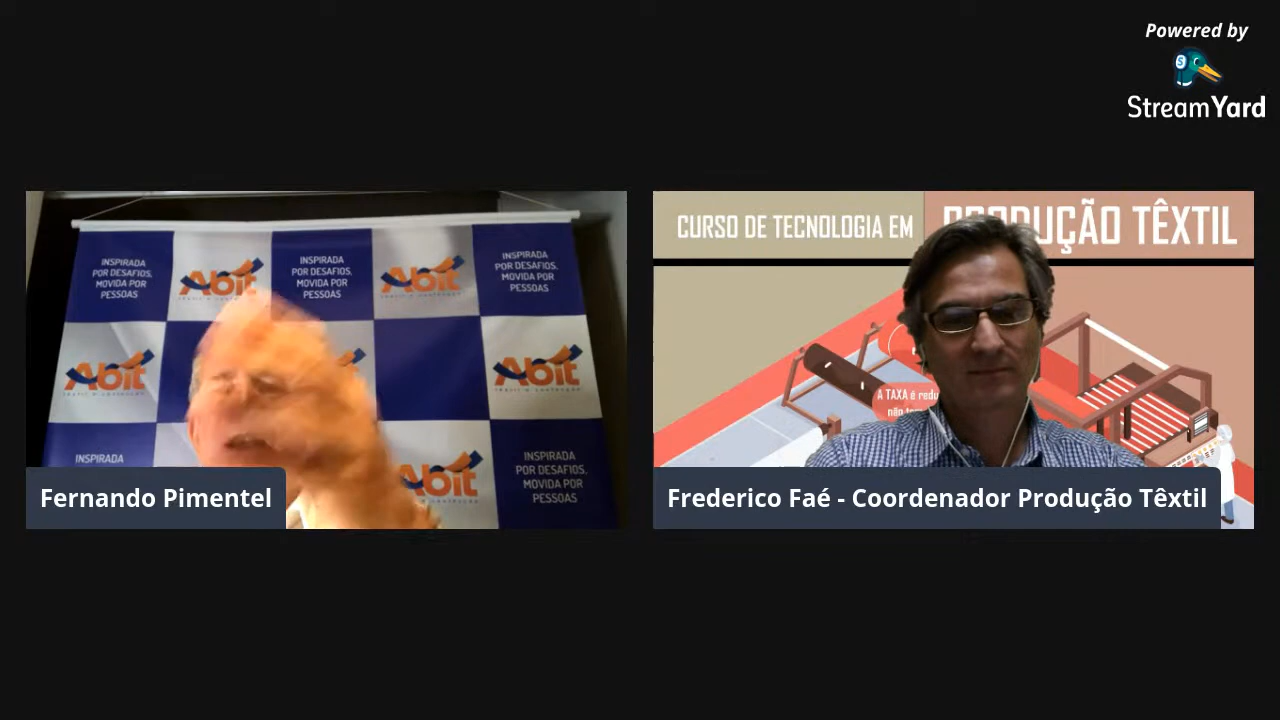 Powered by
S
StreamYard
INSPIRADA
POR DESAFIOS,
MOVIDA POR
PESSOAS
Abit
INSPIRADA
POR DESAFIOS,
MOVIDA POR
PESSOAS
Abit
INSPIRADA
POR DESAFIOS,
MOVIDA POR
PESSOAS
Abit
Abit
INSPIRADA
Abit
INSPIRADA
POR DESAFIOS,
MOVIDA POR
PESSOAS
Fernando Pimentel
CURSO DE TECNOLOGIA EM
PRODUÇÃO TÊXTIL
A TAXA é redu
Frederico Faé - Coordenador Produção Têxtil